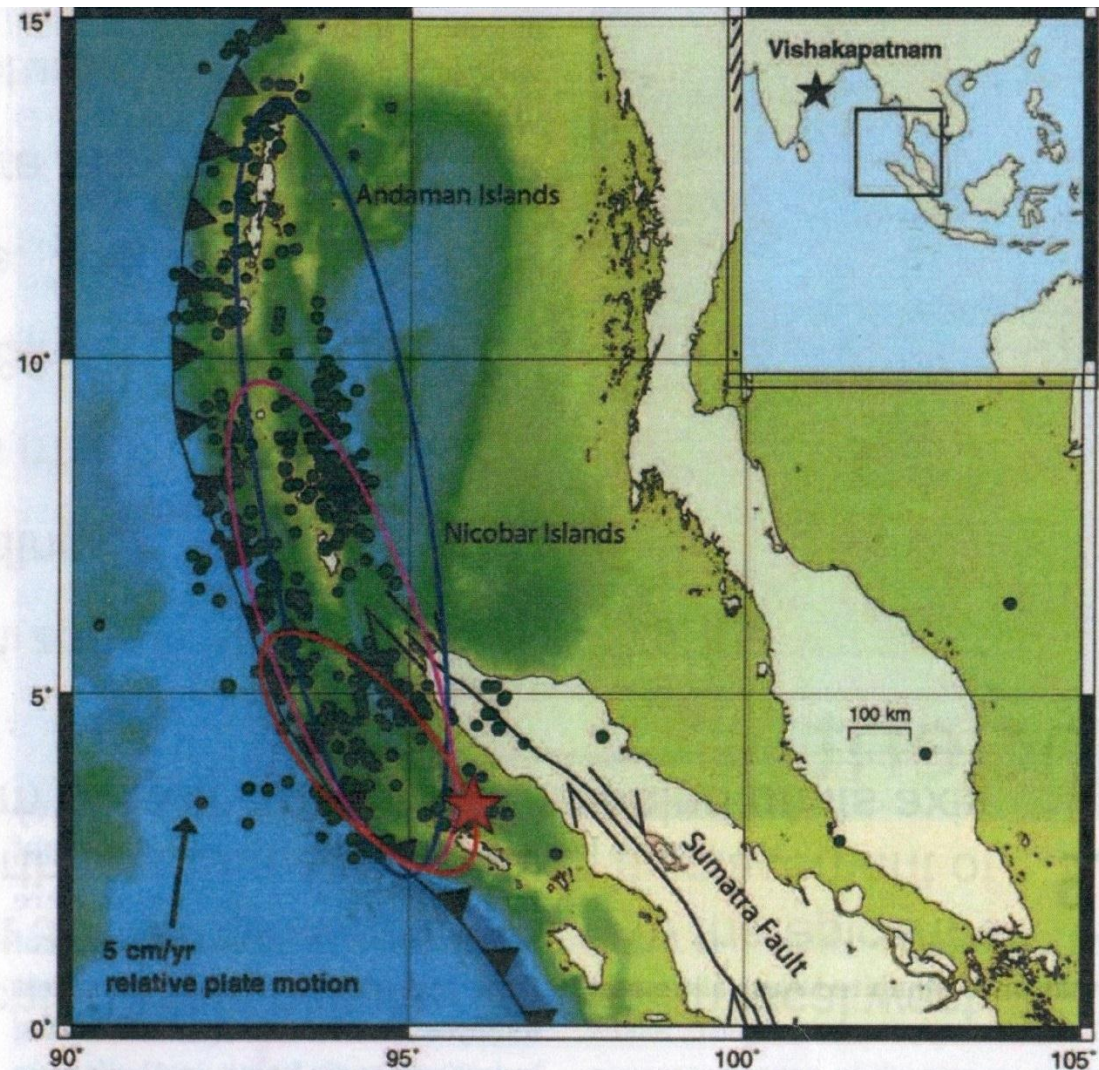 15°
Vishakapatnam
Andaman Islands
10°
Nicobar Islands
5°
100 km
Sumatra Fault
5 cm/yr
relative plate motion
0°
90°
95°
100°
105°